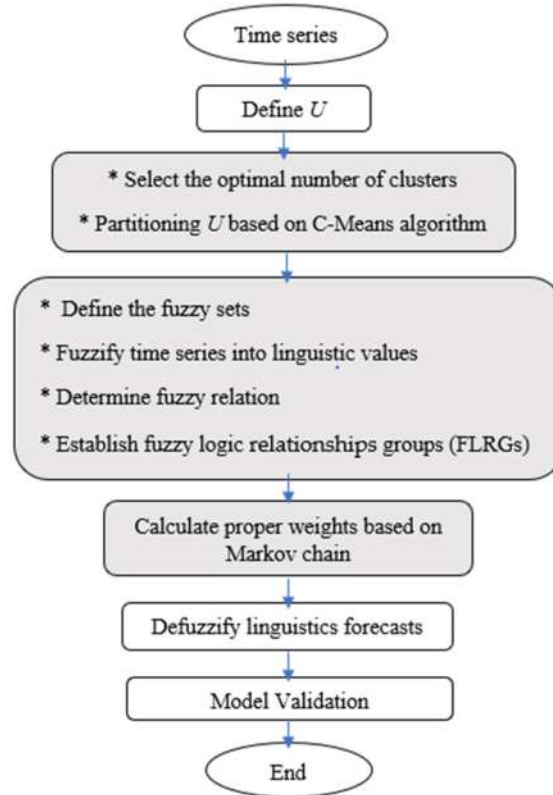 Time series
Define U
* Select the optimal number of clusters
* Partitioning U based on C-Means algorithm
* Define the fuzzy sets
* Fuzzify time series into linguistic values
* Determine fuzzy relation
* Establish fuzzy logic relationships groups (FLRGs)
Calculate proper weights based on
Markov chain
Defuzzify linguistics forecasts
Model Validation
End